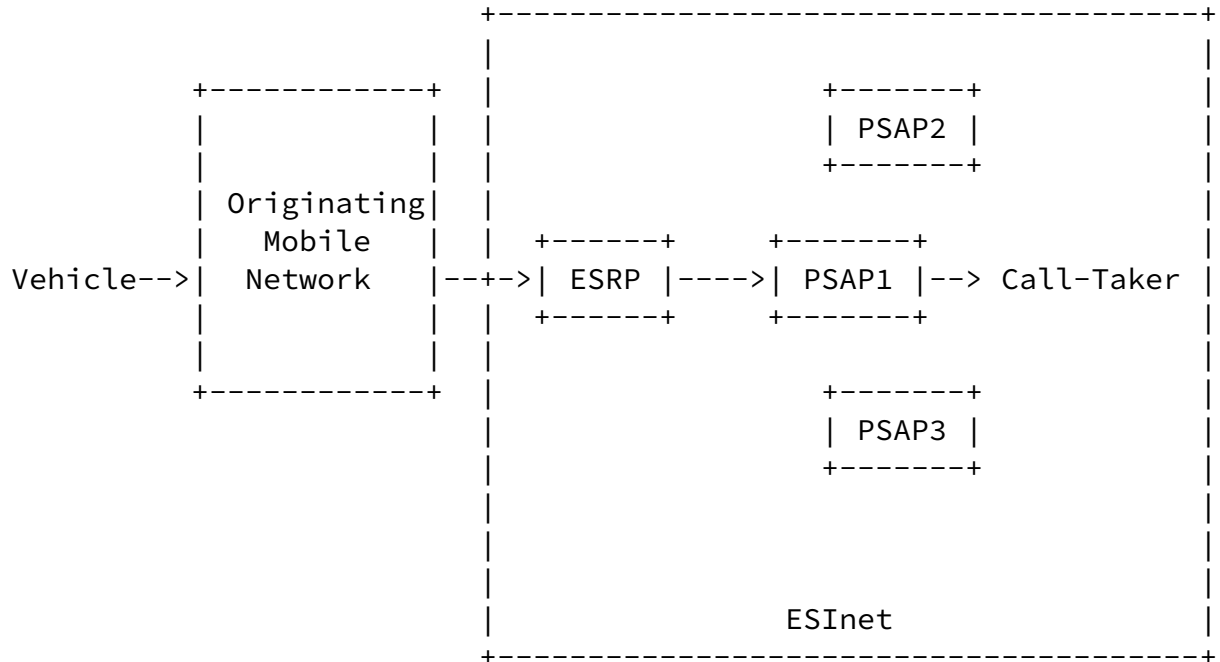 PSAP2
Originating
Mobile
Vehicle-->| Network |--+->| ESRP |---->| PSAP1 |--> Call-Taker
PSAP3
ESInet